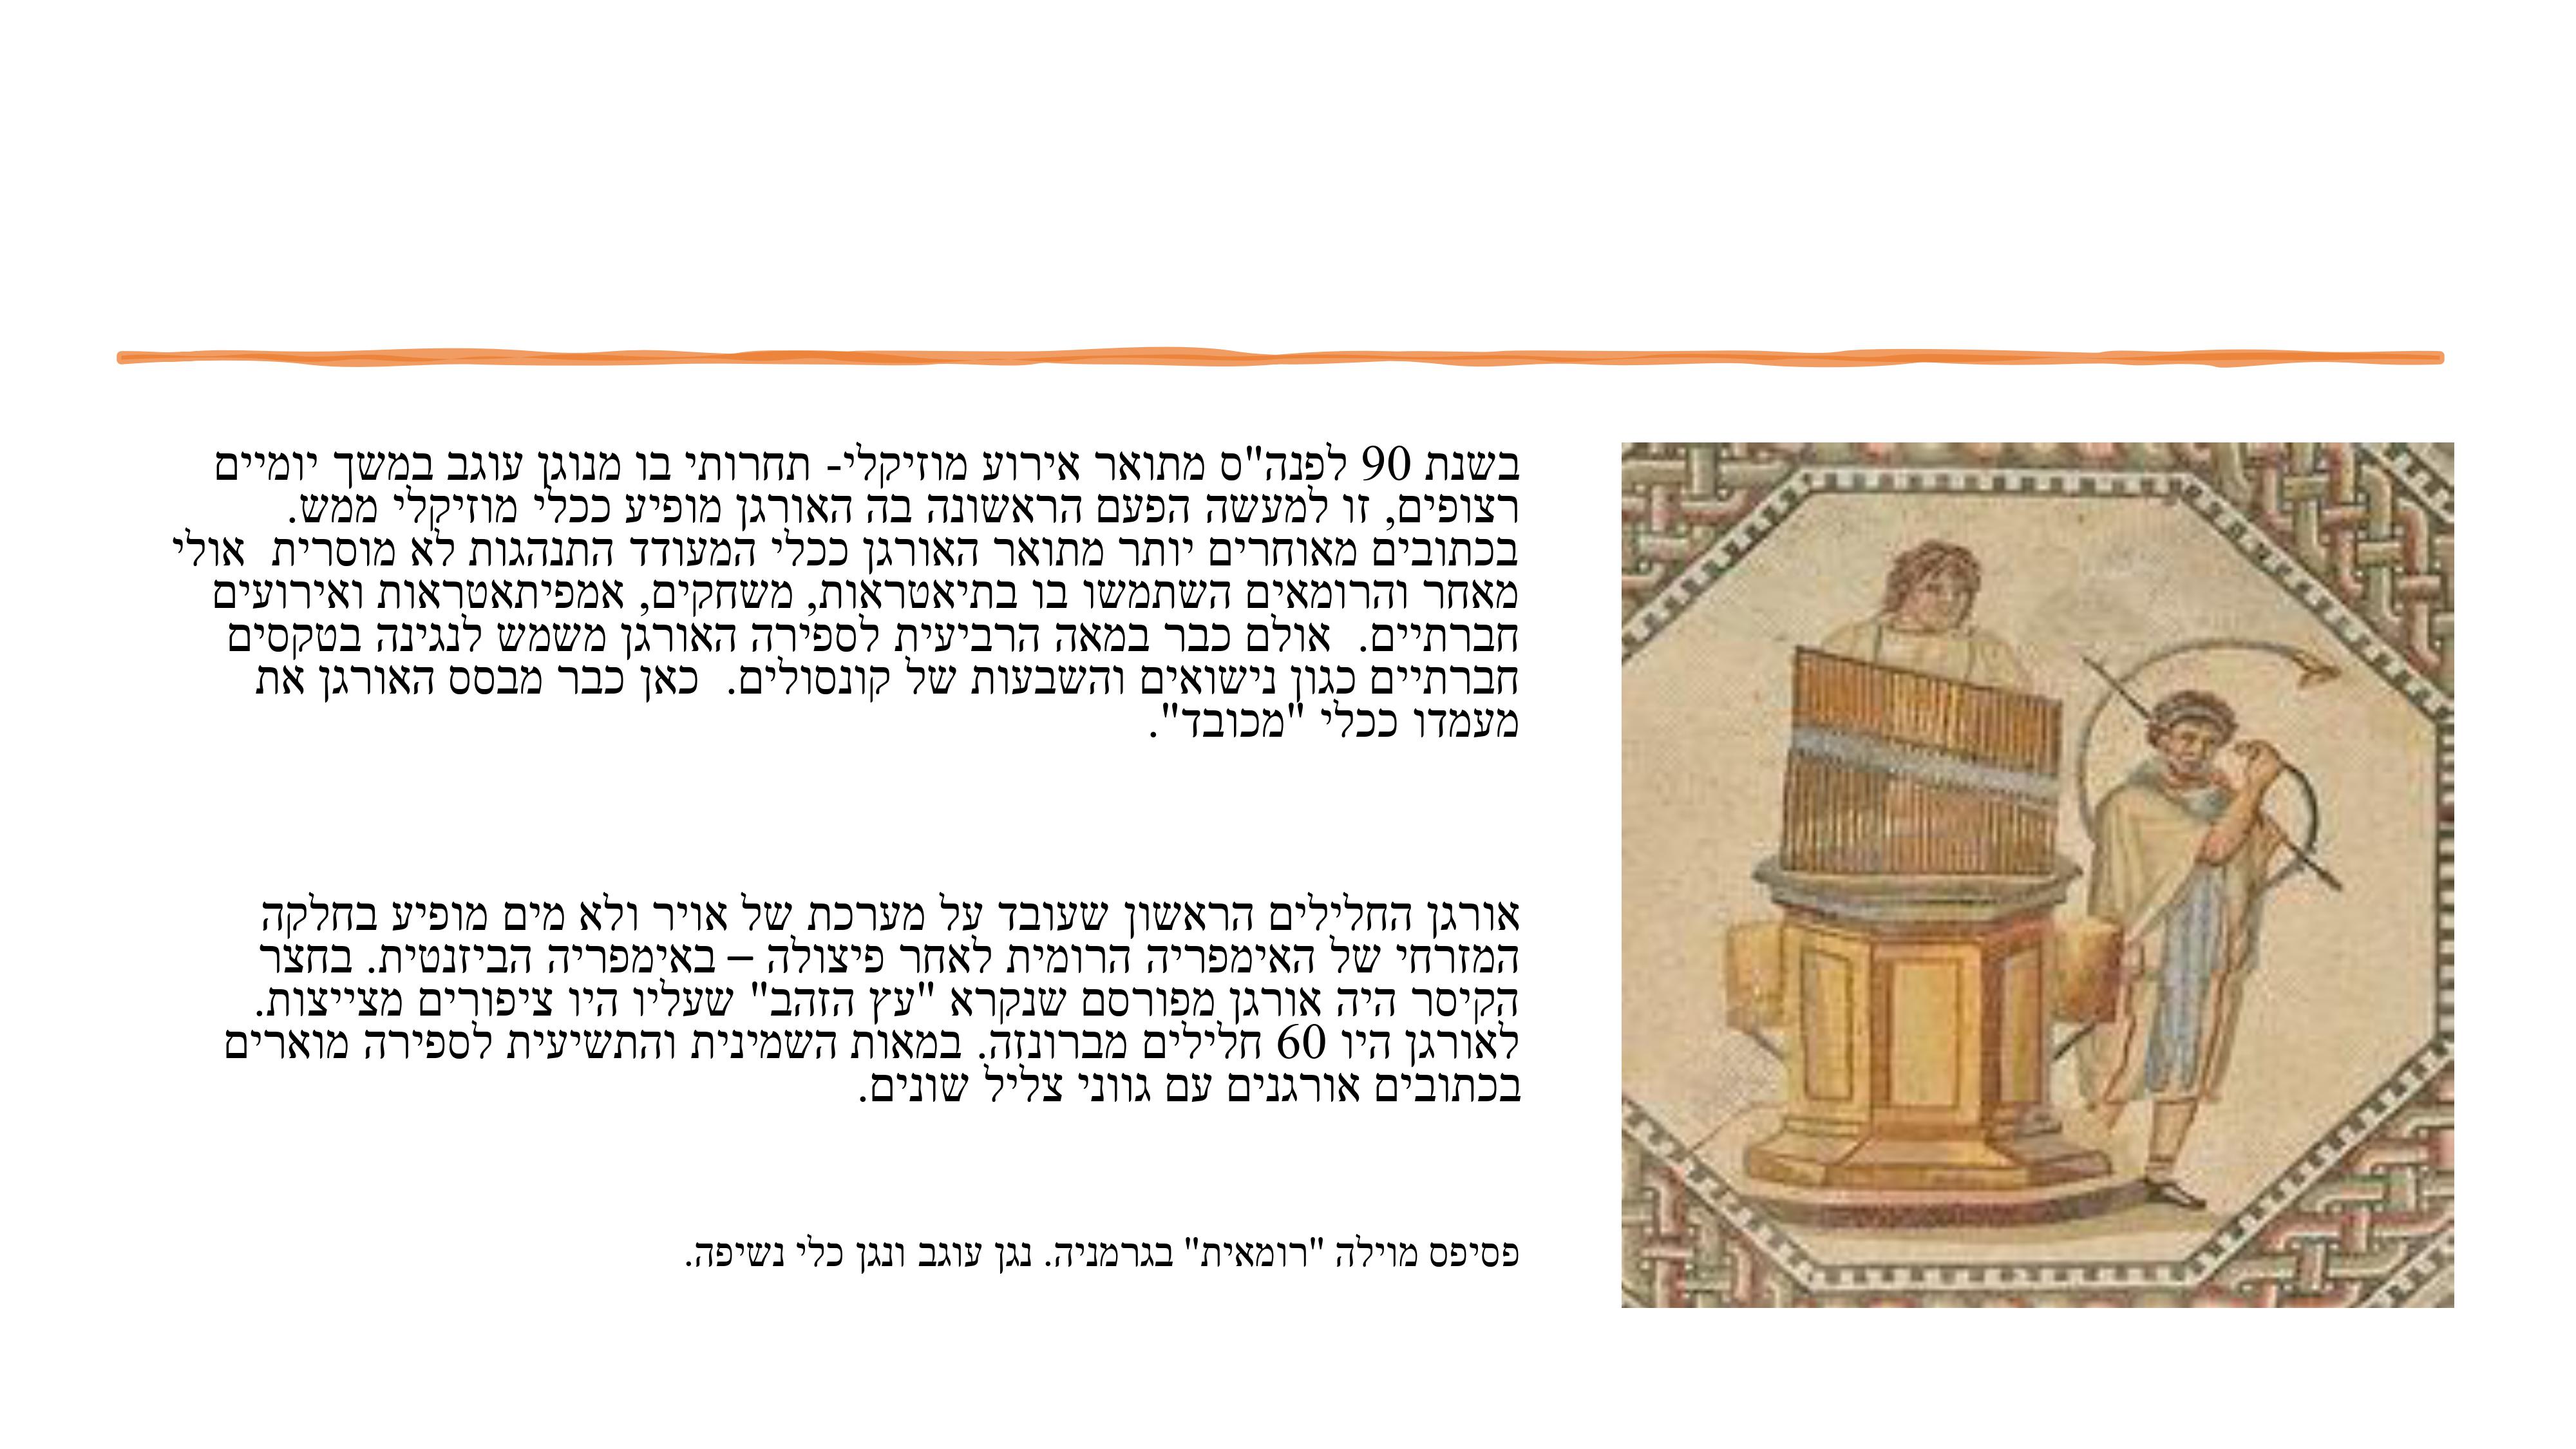 בשנת 90 לפנה"ס מתואר אירוע מוזיקלי- תחרותי בו מנוגן עוגב במשך יומיים
רצופים, זו למעשה הפעם הראשונה בה האורגן מופיע ככלי מוזיקלי ממש.
בכתובים מאוחרים יותר מתואר האורגן ככלי המעודד התנהגות לא מוסרית  אולי
מאחר והרומאים השתמשו בו בתיאטראות, משחקים, אמפיתאטראות ואירועים
חברתיים.  אולם כבר במאה הרביעית לספירה האורגן משמש לנגינה בטקסים
חברתיים כגון נישואים והשבעות של קונסולים.  כאן כבר מבסס האורגן את
מעמדו ככלי "מכובד".
אורגן החלילים הראשון שעובד על מערכת של אויר ולא מים מופיע בחלקה
המזרחי של האימפריה הרומית לאחר פיצולה – באימפריה הביזנטית. בחצר
הקיסר היה אורגן מפורסם שנקרא "עץ הזהב" שעליו היו ציפורים מצייצות.
לאורגן היו 60 חלילים מברונזה. במאות השמינית והתשיעית לספירה מוארים
בכתובים אורגנים עם גווני צליל שונים.
פסיפס מוילה "רומאית" בגרמניה. נגן עוגב ונגן כלי נשיפה.